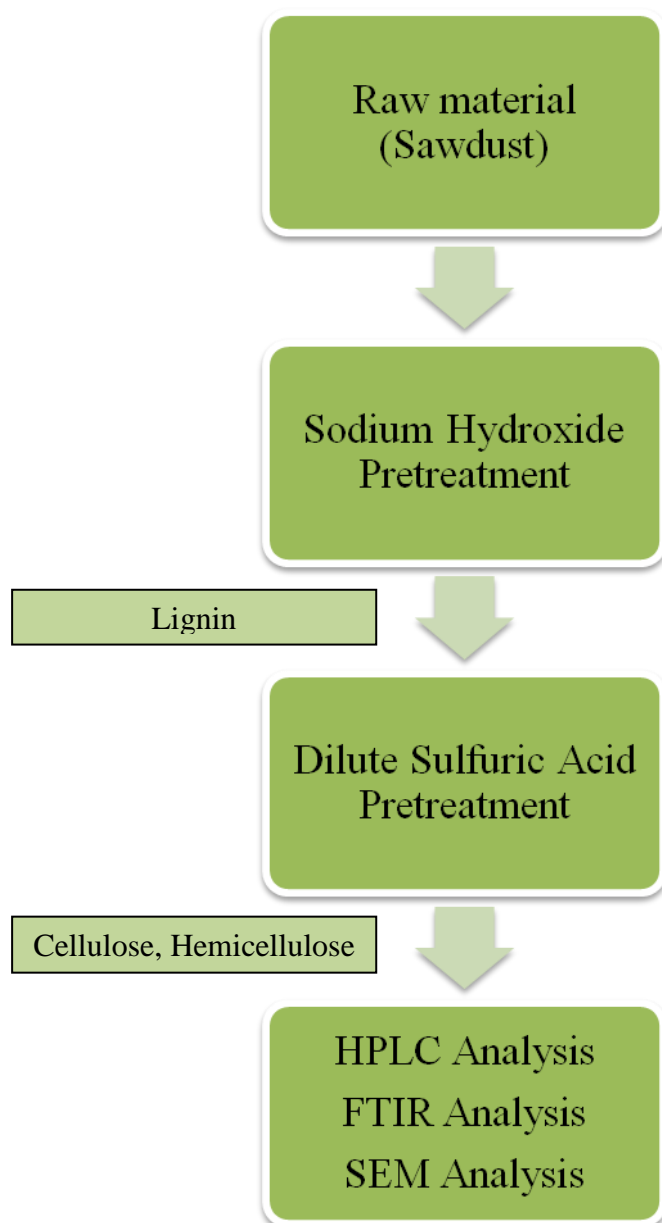 Raw material
(Sawdust)
Sodium Hydroxide
Pretreatment
Lignin
Dilute Sulfuric Acid
Pretreatment
Cellulose, Hemicellulose
HPLC Analysis
FTIR Analysis
SEM Analysis